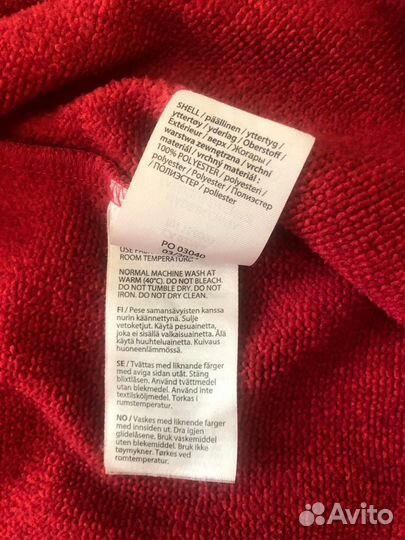 SHELL / päällinen / yttertyg /
yttertøy / yderlag / Oberstoff /
Extérieur / верх / Жоғары /
warstwa zewnętrzna / vrchní
materiál / vrchný materiál :
100% POLYESTER / polyesteri /
polyester / Polyester / Полиэстер
/ ПОЛИЭСТЕР / poliester
PO 03040
ROOM TEMPERATURE
NORMAL MACHINE WASH AT
WARM (40°C). DO NOT BLEACH.
DO NOT TUMBLE DRY. DO NOT
IRON. DO NOT DRY CLEAN.
FI / Pese samansävyisten kanssa
nurin käännettynä. Sulje
vetoketjut. Käytä pesuainetta,
joka ei sisällä valkaisuainetta. Älä
käytä huuhteluainetta. Kuivaus
huoneenlämmössä.
SE / Tvättas med liknande färger
med aviga sidan utåt. Stäng
blixtlåsen. Använd tvättmedel
utan blekmedel. Använd inte
textilsköljmedel. Torkas i
rumstemperatur.
NO / Vaskes med liknende farger
med innsiden ut. Dra igjen
glidelåsene. Bruk vaskemiddel
uten blekemiddel. Bruk ikke
tøymykner. Tørkes ved
romtemperatur.
Avito